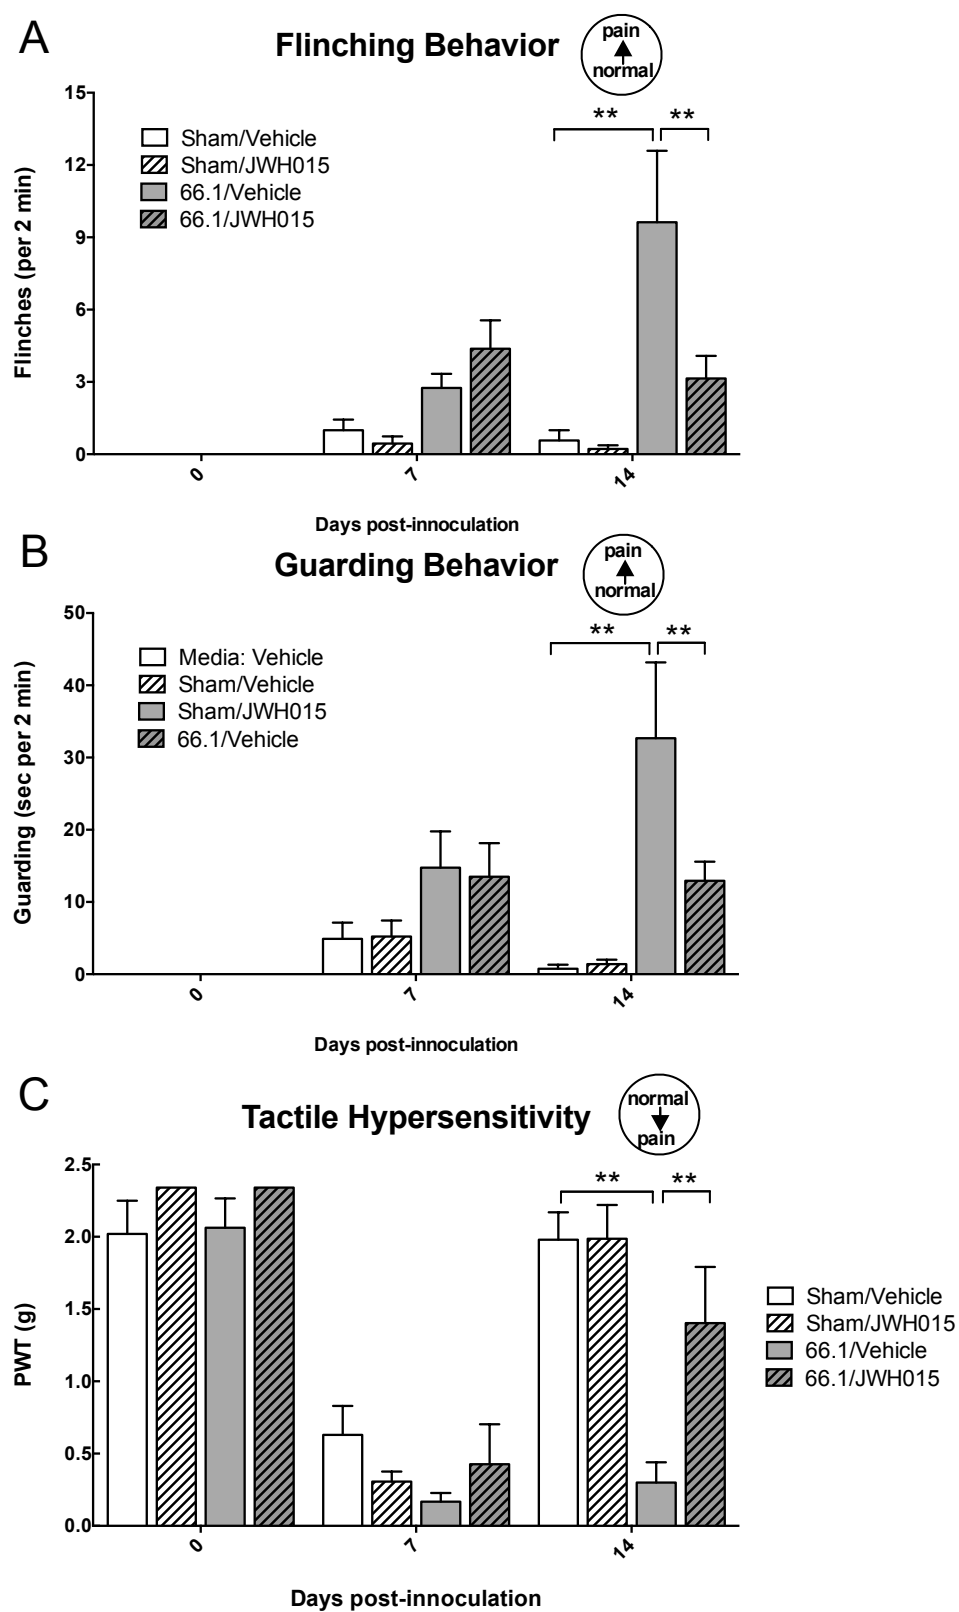 A
Flinching Behavior
pain
normal
15
12
9
6
3
0
Flinches (per 2 min)
Sham/Vehicle
Sham/JWH015
66.1/Vehicle
66.1/JWH015
** **
0 7 14
Days post-innoculation
B
Guarding Behavior
pain
normal
50
40
30
20
10
0
Guarding (sec per 2 min)
Media: Vehicle
Sham/Vehicle
Sham/JWH015
66.1/Vehicle
** **
0 7 14
Days post-innoculation
C
Tactile Hypersensitivity
normal
pain
2.5
2.0
1.5
1.0
0.5
0.0
PWT (g)
** **
Sham/Vehicle
Sham/JWH015
66.1/Vehicle
66.1/JWH015
0 7 14
Days post-innoculation